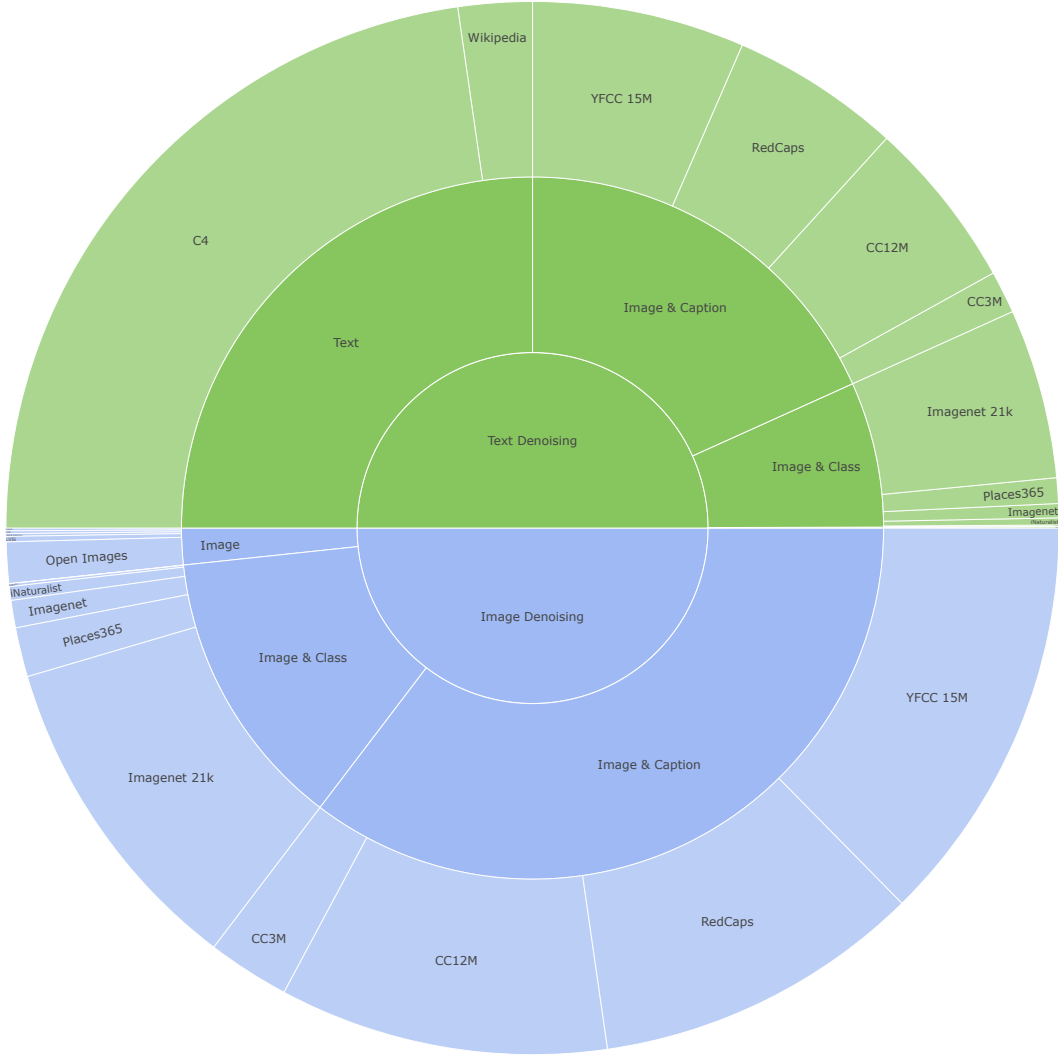 Wikipedia
YFCC 15M
RedCaps
C4
CC12M
CC3M
Image & Caption
Text
Imagenet 21k
Text Denoising
Image & Class
Places365
Imagenet
iNaturalist
Image
Open Images
iNaturalist
Imagenet
Places365
Image Denoising
Image & Class
YFCC 15M
Image & Caption
Imagenet 21k
RedCaps
CC3M
CC12M